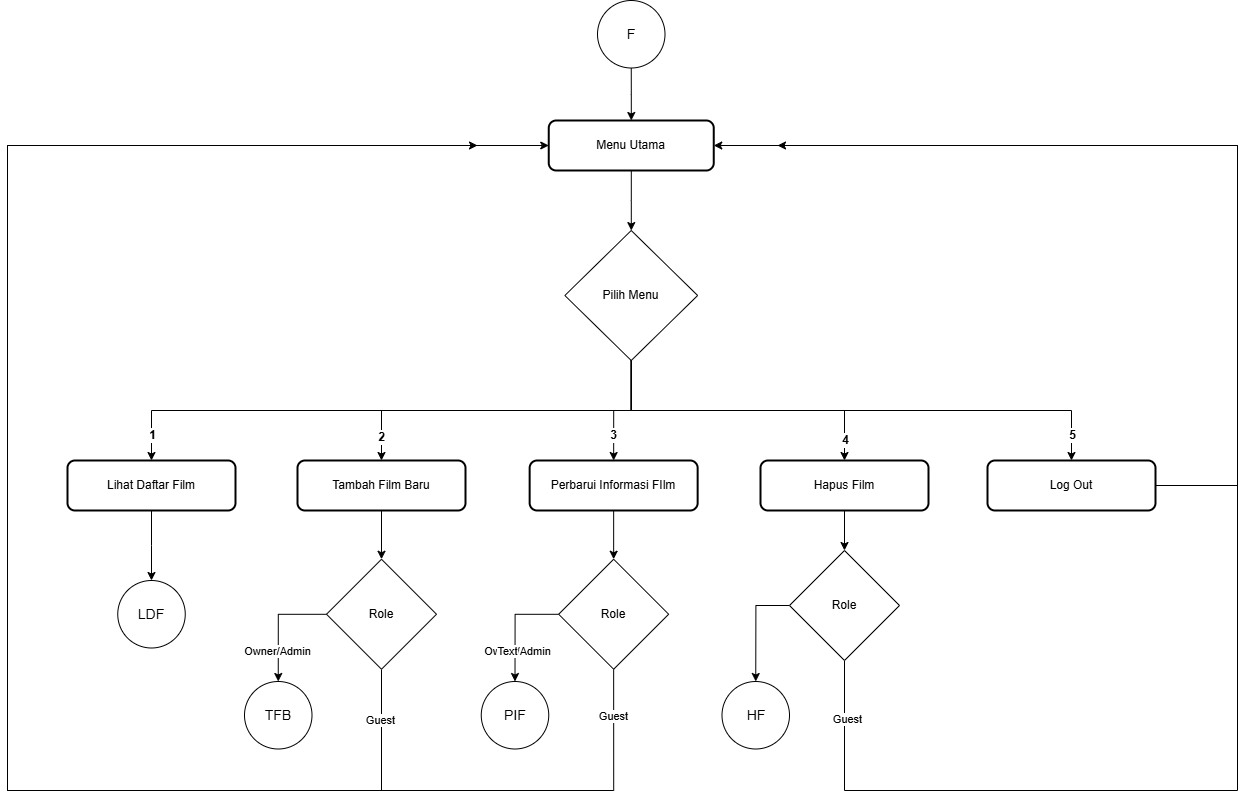 F
Menu Utama
Pilih Menu
1
2
3
4
5
Lihat Daftar Film
Tambah Film Baru
Perbarui Informasi FIlm
Hapus Film
Log Out
LDF
Role
Role
Role
Owner/Admin
Text/Admin
TFB
PIF
HF
Guest
Guest
Guest